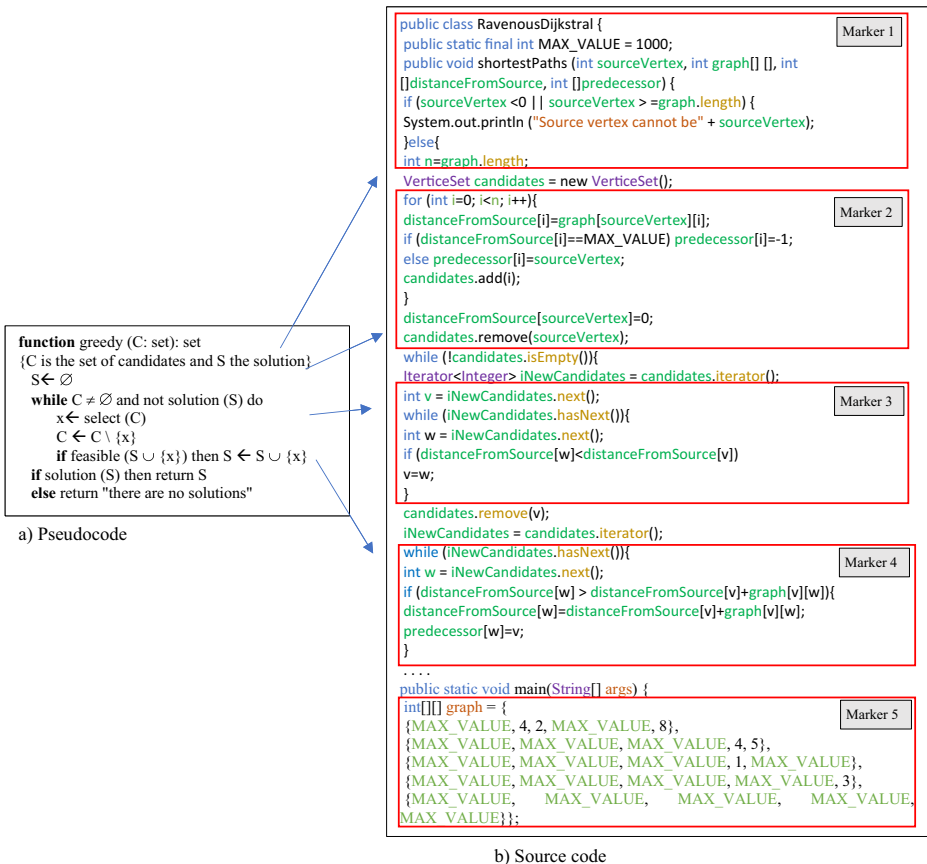 function greedy (C: set): set
{C is the set of candidates and S the solution}
S← ∅
while C ≠ ∅ and not solution (S) do
x← select (C)
C ← C \ {x}
if feasible (S ∪ {x}) then S ← S ∪ {x}
if solution (S) then return S
else return "there are no solutions"
a) Pseudocode
public class RavenousDijkstral {
Marker 1
public static final int MAX_VALUE = 1000;
public void shortestPaths (int sourceVertex, int graph[] [], int
[]distanceFromSource, int []predecessor) {
if (sourceVertex <0 || sourceVertex > =graph.length) {
System.out.println ("Source vertex cannot be" + sourceVertex);
}else{
int n=graph.length;
VerticeSet candidates = new VerticeSet();
for (int i=0; i<n; i++){
Marker 2
distanceFromSource[i]=graph[sourceVertex][i];
if (distanceFromSource[i]==MAX_VALUE) predecessor[i]=-1;
else predecessor[i]=sourceVertex;
candidates.add(i);
}
distanceFromSource[sourceVertex]=0;
candidates.remove(sourceVertex);
while (!candidates.isEmpty()){
Iterator<Integer> iNewCandidates = candidates.iterator();
int v = iNewCandidates.next();
Marker 3
while (iNewCandidates.hasNext()){
int w = iNewCandidates.next();
if (distanceFromSource[w]<distanceFromSource[v])
v=w;
}
candidates.remove(v);
iNewCandidates = candidates.iterator();
while (iNewCandidates.hasNext()){
Marker 4
int w = iNewCandidates.next();
if (distanceFromSource[w] > distanceFromSource[v]+graph[v][w]){
distanceFromSource[w]=distanceFromSource[v]+graph[v][w];
predecessor[w]=v;
}
. . . .
public static void main(String[] args) {
int[][] graph = {
Marker 5
{MAX_VALUE, 4, 2, MAX_VALUE, 8},
{MAX_VALUE, MAX_VALUE, MAX_VALUE, 4, 5},
{MAX_VALUE, MAX_VALUE, MAX_VALUE, 1, MAX_VALUE},
{MAX_VALUE, MAX_VALUE, MAX_VALUE, MAX_VALUE, 3},
{MAX_VALUE, MAX_VALUE, MAX_VALUE, MAX_VALUE,
MAX_VALUE}};
b) Source code